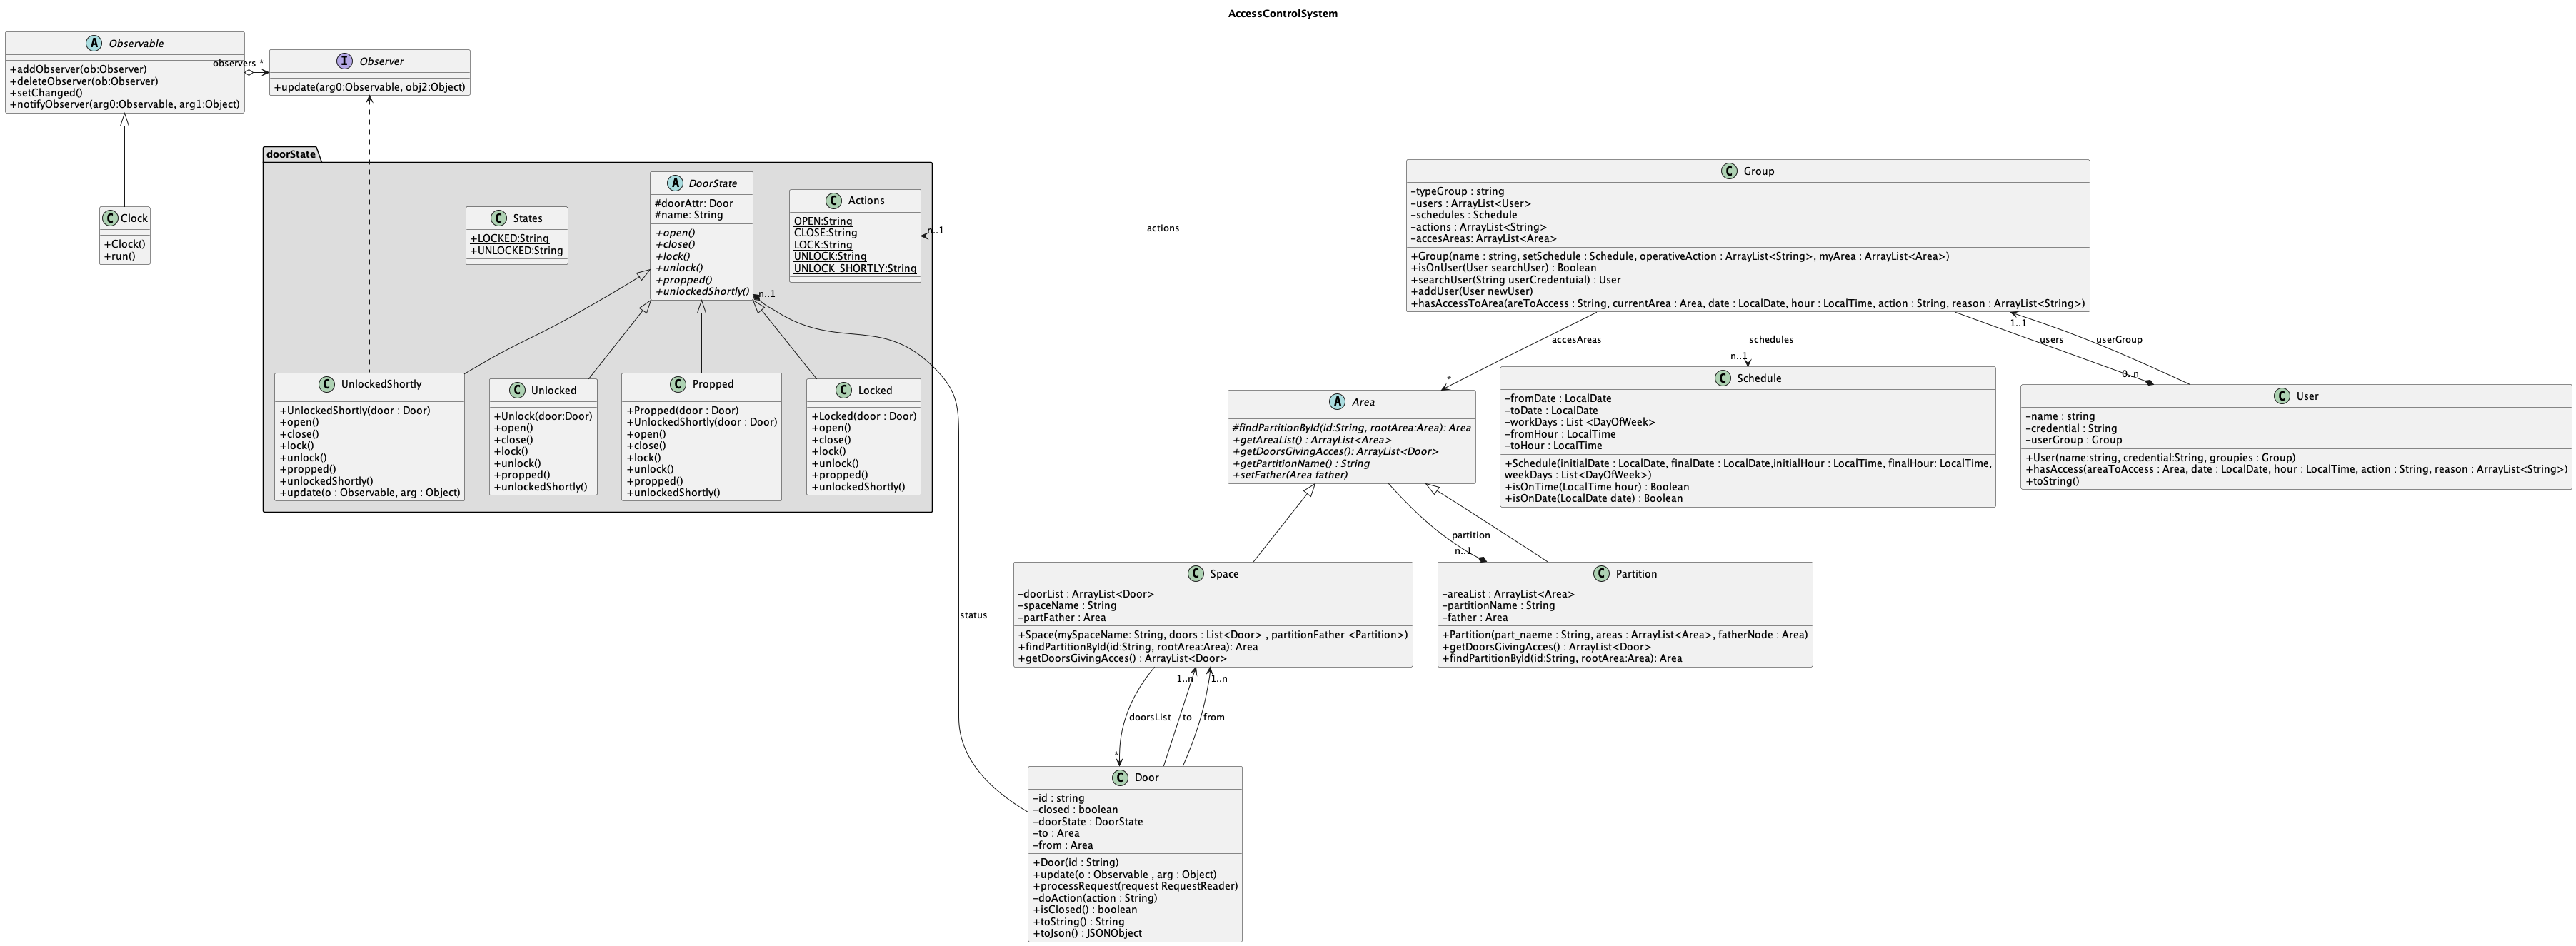 AccessControlSystem
A Observable
+addObserver(ob:Observer)
+deleteObserver(ob:Observer)
+setChanged()
+notifyObserver(arg0:Observable, arg1:Object)
observers *
I Observer
+update(arg0:Observable, obj2:Object)
C Clock
+Clock()
+run()
doorState
C States
+LOCKED:String
+UNLOCKED:String
A DoorState
#doorAttr: Door
#name: String
+open()
+close()
+lock()
+unlock()
+propped()
+unlockedShortly()
n..1
C Actions
OPEN:String
CLOSE:String
LOCK:String
UNLOCK:String
UNLOCK_SHORTLY:String
n..1
actions
C UnlockedShortly
+UnlockedShortly(door : Door)
+open()
+close()
+lock()
+unlock()
+propped()
+unlockedShortly()
+update(o : Observable, arg : Object)
C Unlocked
+Unlock(door:Door)
+open()
+close()
+lock()
+unlock()
+propped()
+unlockedShortly()
C Propped
+Propped(door : Door)
+UnlockedShortly(door : Door)
+open()
+close()
+lock()
+unlock()
+propped()
+unlockedShortly()
C Locked
+Locked(door : Door)
+open()
+close()
+lock()
+unlock()
+propped()
+unlockedShortly()
status
C Group
-typeGroup : string
-users : ArrayList<User>
-schedules : Schedule
-actions : ArrayList<String>
-accesAreas: ArrayList<Area>
+Group(name : string, setSchedule : Schedule, operativeAction : ArrayList<String>, myArea : ArrayList<Area>)
+isOnUser(User searchUser) : Boolean
+searchUser(String userCredentuial) : User
+addUser(User newUser)
+hasAccessToArea(areToAccess : String, currentArea : Area, date : LocalDate, hour : LocalTime, action : String, reason : ArrayList<String>)
accesAreas
*
schedules
n..1
users
0..n
userGroup
1..1
A Area
#findPartitionById(id:String, rootArea:Area): Area
+getAreaList() : ArrayList<Area>
+getDoorsGivingAcces(): ArrayList<Door>
+getPartitionName() : String
+setFather(Area father)
C Schedule
-fromDate : LocalDate
-toDate : LocalDate
-workDays : List <DayOfWeek>
-fromHour : LocalTime
-toHour : LocalTime
+Schedule(initialDate : LocalDate, finalDate : LocalDate,initialHour : LocalTime, finalHour: LocalTime,
weekDays : List<DayOfWeek>)
+isOnTime(LocalTime hour) : Boolean
+isOnDate(LocalDate date) : Boolean
C User
-name : string
-credential : String
-userGroup : Group
+User(name:string, credential:String, groupies : Group)
+hasAccess(areaToAccess : Area, date : LocalDate, hour : LocalTime, action : String, reason : ArrayList<String>)
+toString()
partition
n..1
C Space
-doorList : ArrayList<Door>
-spaceName : String
-partFather : Area
+Space(mySpaceName: String, doors : List<Door> , partitionFather <Partition>)
+findPartitionById(id:String, rootArea:Area): Area
+getDoorsGivingAcces() : ArrayList<Door>
C Partition
-areaList : ArrayList<Area>
-partitionName : String
-father : Area
+Partition(part_naeme : String, areas : ArrayList<Area>, fatherNode : Area)
+getDoorsGivingAcces() : ArrayList<Door>
+findPartitionById(id:String, rootArea:Area): Area
1..n
1..n
doorsList
to
from
*
C Door
-id : string
-closed : boolean
-doorState : DoorState
-to : Area
-from : Area
+Door(id : String)
+update(o : Observable , arg : Object)
+processRequest(request RequestReader)
-doAction(action : String)
+isClosed() : boolean
+toString() : String
+toJson() : JSONObject